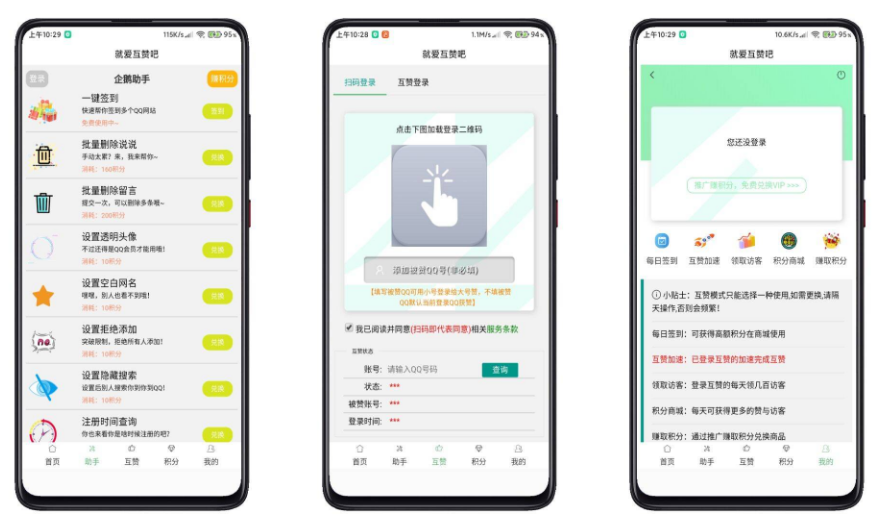 上午10:29
115K/s
95
就爱互赞吧
登录
企鹅助手
赚积分
一键签到
快速帮你签到多个QQ网站
免费使用中~
签到
批量删除说说
手动太累？来，我来帮你~
消耗：160积分
兑换
批量删除留言
提交一次，可以删除多条哦~
消耗：200积分
兑换
设置透明头像
不过还得是QQ会员才能用哦！
消耗：10积分
兑换
设置空白网名
嘿嘿，别人也看不到哦！
消耗：10积分
兑换
设置拒绝添加
突破限制，拒绝所有人添加！
消耗：10积分
兑换
设置隐藏搜索
设置后别人搜索你到你到QQ！
消耗：10积分
兑换
注册时间查询
你也来看你是啥时候注册的吧？
兑换
首页
助手
互赞
积分
我的
上午10:28
1.1M/s
94
就爱互赞吧
扫码登录
互赞登录
点击下图加载登录二维码
添加被赞QQ号(非必填)
【填写被赞QQ可用小号登录给大号赞，不填被赞
QQ默认当前登录QQ被赞】
我已阅读并同意(扫码即代表同意)相关服务条款
互赞状态
账号：请输入QQ号码
查询
状态：***
被赞账号：***
登录时间：***
首页
助手
互赞
积分
我的
上午10:29
10.6K/s
95
就爱互赞吧
您还没登录
推广赚积分，免费兑换VIP >>>
每日签到
互赞加速
领取访客
积分商城
赚取积分
小贴士：互赞模式只能选择一种使用,如需更换,请隔
天操作,否则会频繁！
每日签到：可获得高额积分在商城使用
互赞加速：已登录互赞的加速完成互赞
领取访客：登录互赞的每天领几百访客
积分商城：每天可获得更多的赞与访客
赚取积分：通过推广赚取积分兑换商品
首页
助手
互赞
积分
我的